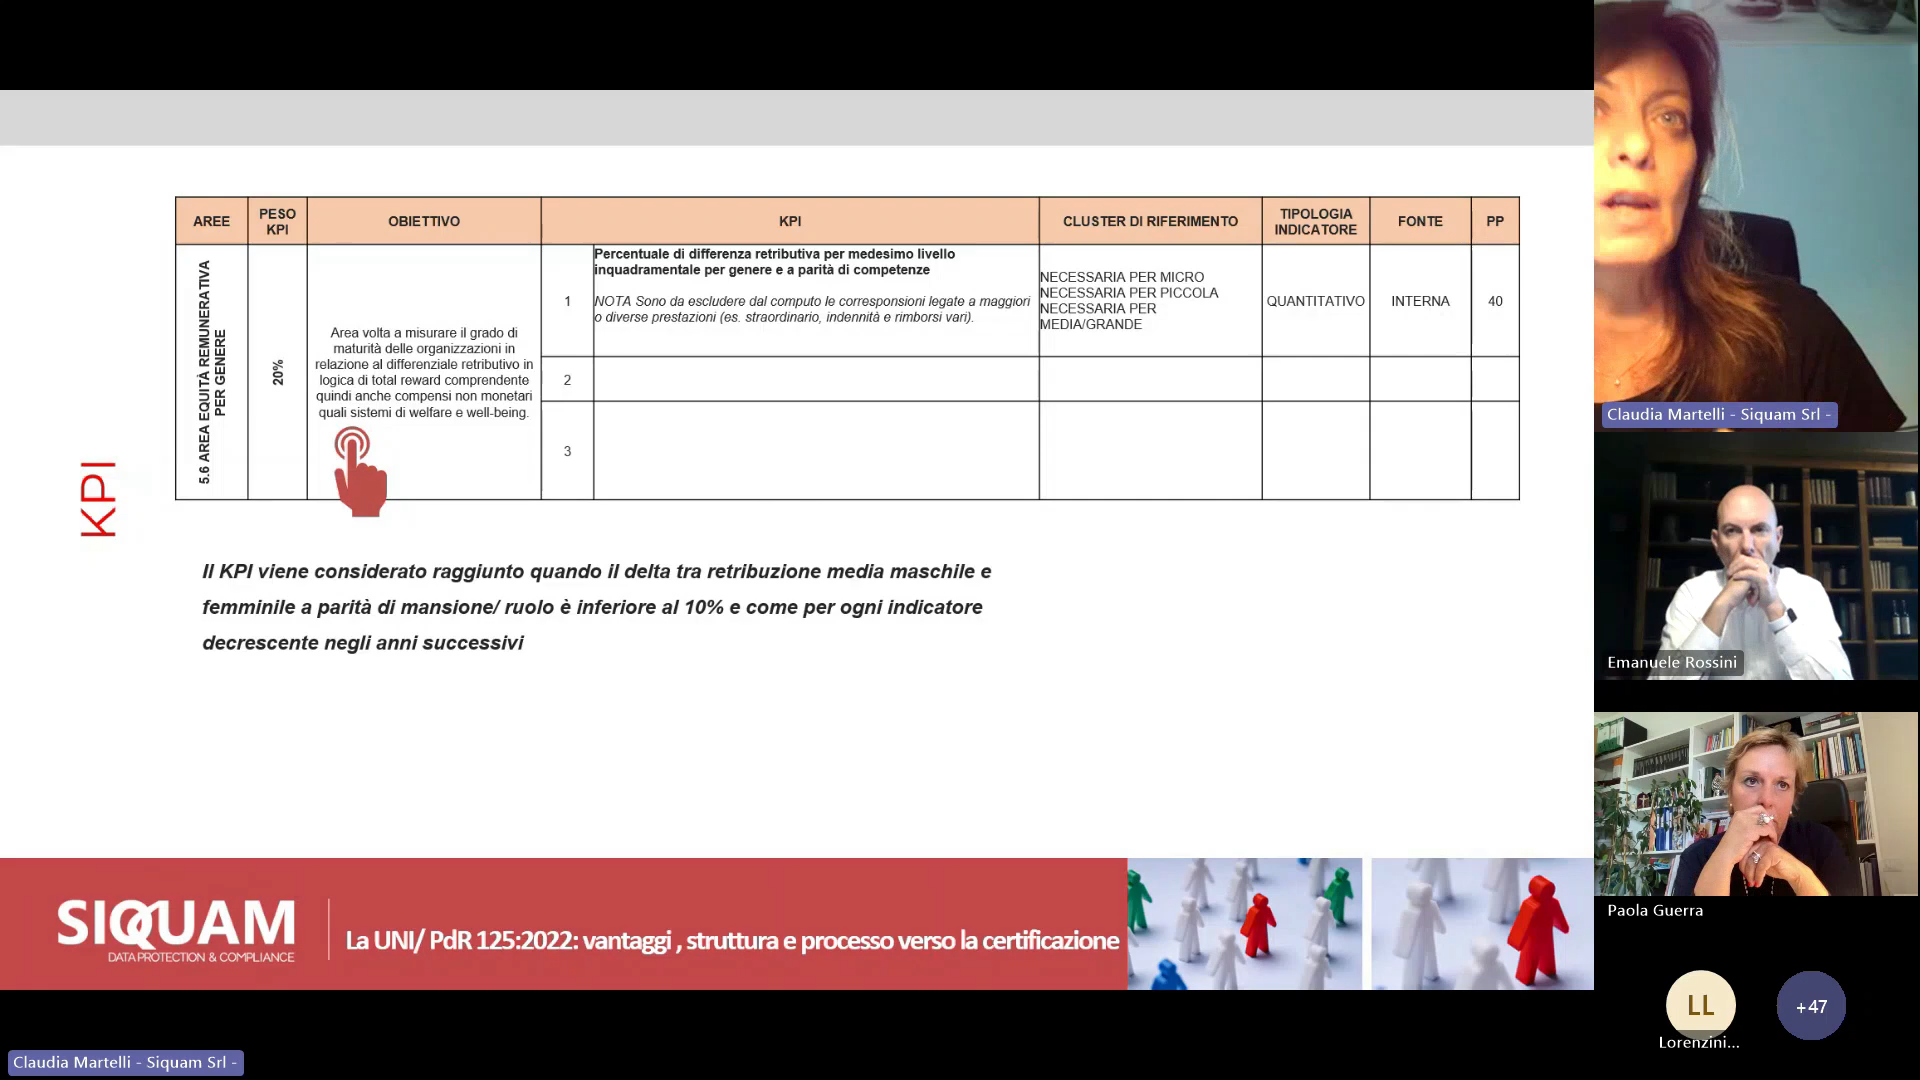 AREE
PESO
KPI
OBIETTIVO
KPI
CLUSTER DI RIFERIMENTO
TIPOLOGIA
INDICATORE
FONTE
PP
5.6 AREA EQUITÀ REMUNERATIVA
PER GENERE
20%
Area volta a misurare il grado di
maturità delle organizzazioni in
relazione al differenziale retributivo in
logica di total reward comprendente
quindi anche compensi non monetari
quali sistemi di welfare e well-being.
1
Percentuale di differenza retributiva per medesimo livello
inquadramentale per genere e a parità di competenze
NOTA Sono da escludere dal computo le corresponsioni legate a maggiori
o diverse prestazioni (es. straordinario, indennità e rimborsi vari).
NECESSARIA PER MICRO
NECESSARIA PER PICCOLA
NECESSARIA PER
MEDIA/GRANDE
QUANTITATIVO
INTERNA
40
2
3
KPI
Il KPI viene considerato raggiunto quando il delta tra retribuzione media maschile e
femminile a parità di mansione/ ruolo è inferiore al 10% e come per ogni indicatore
decrescente negli anni successivi
SIQUAM
DATA PROTECTION & COMPLIANCE
La UNI/ PdR 125:2022: vantaggi , struttura e processo verso la certificazione
Claudia Martelli - Siquam Srl -
Emanuele Rossini
Paola Guerra
LL
Lorenzini...
+47
Claudia Martelli - Siquam Srl -